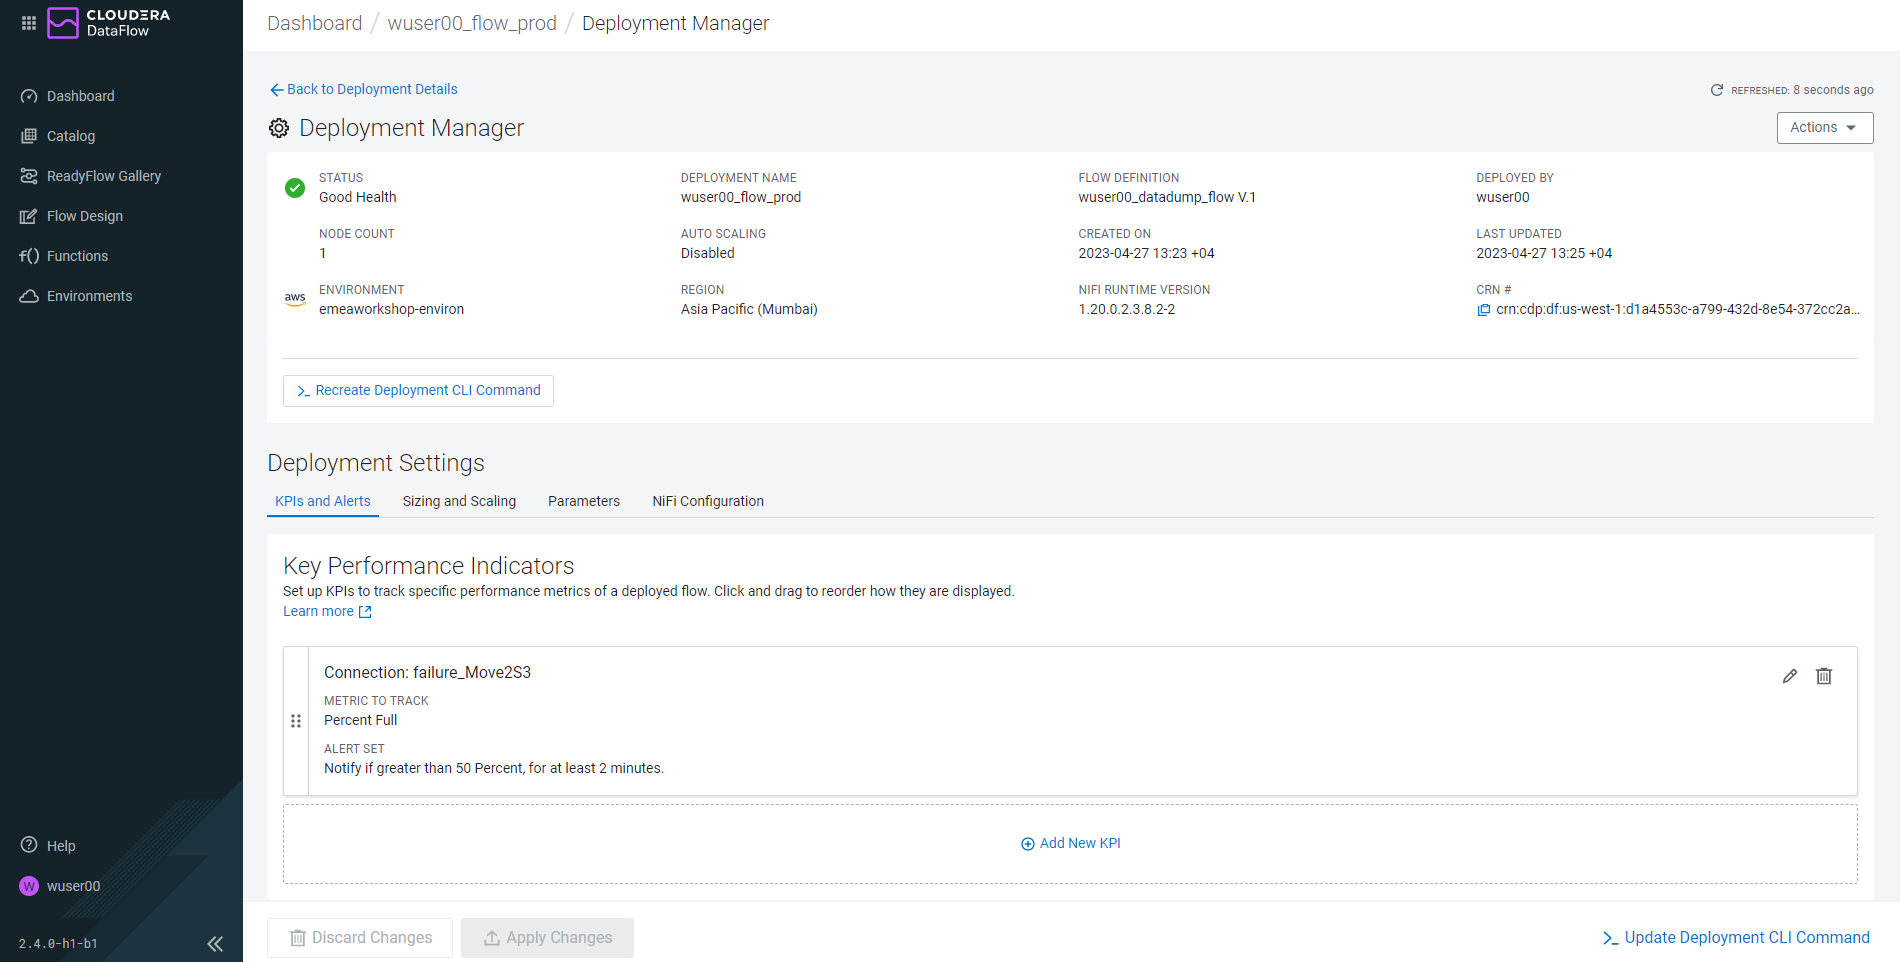 CLOUDERA
DataFlow
Dashboard
Catalog
ReadyFlow Gallery
Flow Design
Functions
Environments
Help
W wuser00
2.4.0-h1-b1
Dashboard / wuser00_flow_prod / Deployment Manager
Back to Deployment Details
REFRESHED: 8 seconds ago
Deployment Manager
Actions
STATUS
Good Health
DEPLOYMENT NAME
wuser00_flow_prod
FLOW DEFINITION
wuser00_datadump_flow V.1
DEPLOYED BY
wuser00
NODE COUNT
1
AUTO SCALING
Disabled
CREATED ON
2023-04-27 13:23 +04
LAST UPDATED
2023-04-27 13:25 +04
aws
ENVIRONMENT
emeaworkshop-environ
REGION
Asia Pacific (Mumbai)
NIFI RUNTIME VERSION
1.20.0.2.3.8.2-2
CRN #
crn:cdp:df:us-west-1:d1a4553c-a799-432d-8e54-372cc2a...
>_ Recreate Deployment CLI Command
Deployment Settings
KPIs and Alerts Sizing and Scaling Parameters NiFi Configuration
Key Performance Indicators
Set up KPIs to track specific performance metrics of a deployed flow. Click and drag to reorder how they are displayed.
Learn more
Connection: failure_Move2S3
METRIC TO TRACK
Percent Full
ALERT SET
Notify if greater than 50 Percent, for at least 2 minutes.
Add New KPI
Discard Changes
Apply Changes
>_ Update Deployment CLI Command